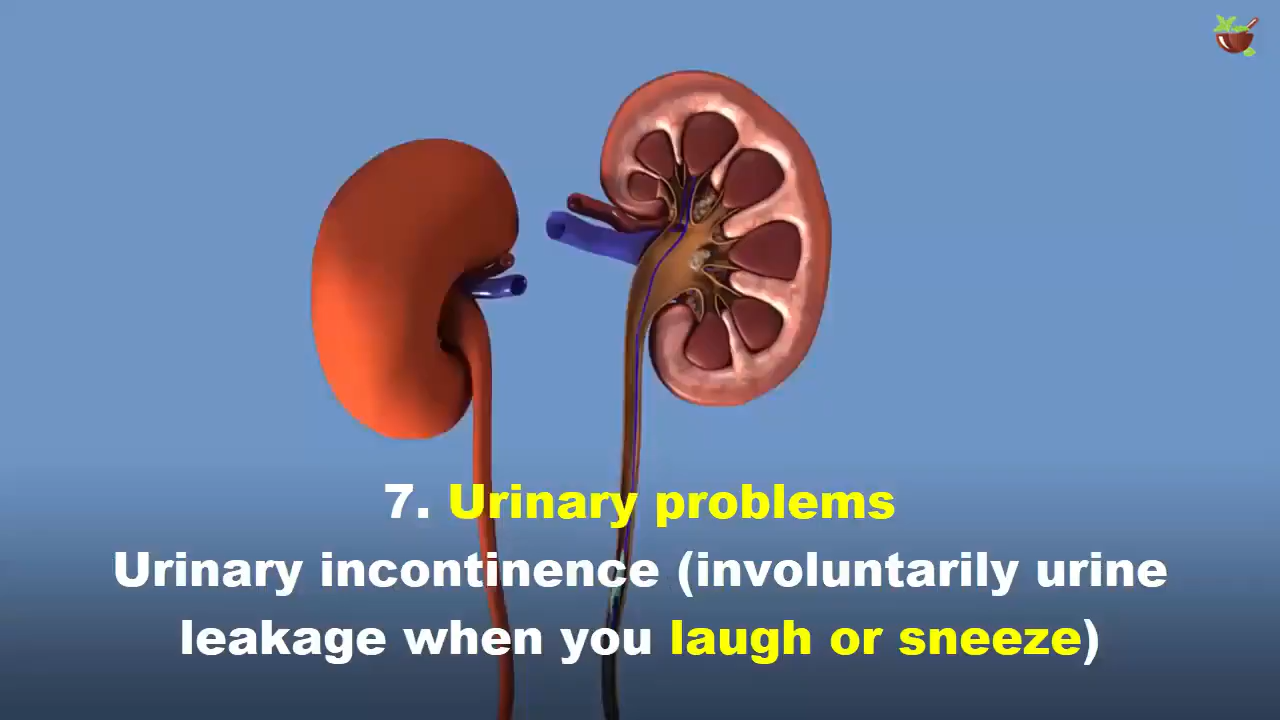 7. Urinary problems
Urinary incontinence (involuntarily urine
leakage when you laugh or sneeze)